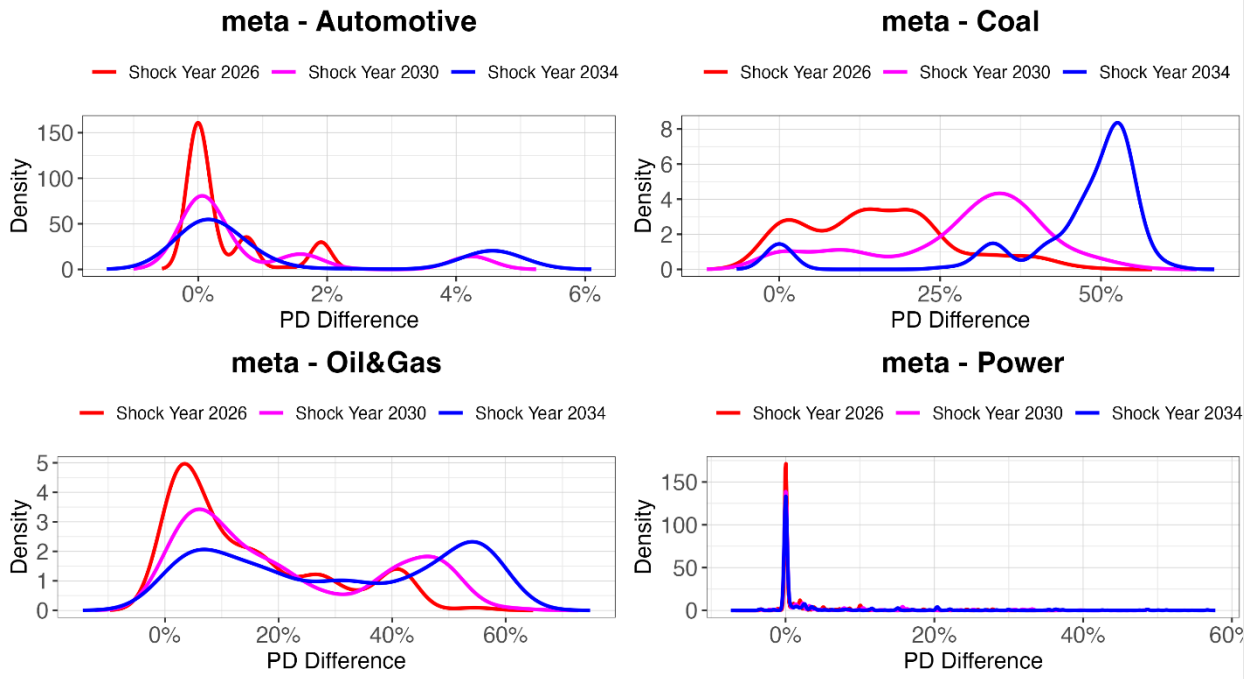 meta - Automotive
Shock Year 2026 Shock Year 2030 Shock Year 2034
150
100
50
0
Density
0% 2% 4% 6%
PD Difference
meta - Coal
Shock Year 2026 Shock Year 2030 Shock Year 2034
8
6
4
2
0
Density
0% 25% 50%
PD Difference
meta - Oil&Gas
Shock Year 2026 Shock Year 2030 Shock Year 2034
5
4
3
2
1
0
Density
0% 20% 40% 60%
PD Difference
meta - Power
Shock Year 2026 Shock Year 2030 Shock Year 2034
150
100
50
0
Density
0% 20% 40% 60%
PD Difference